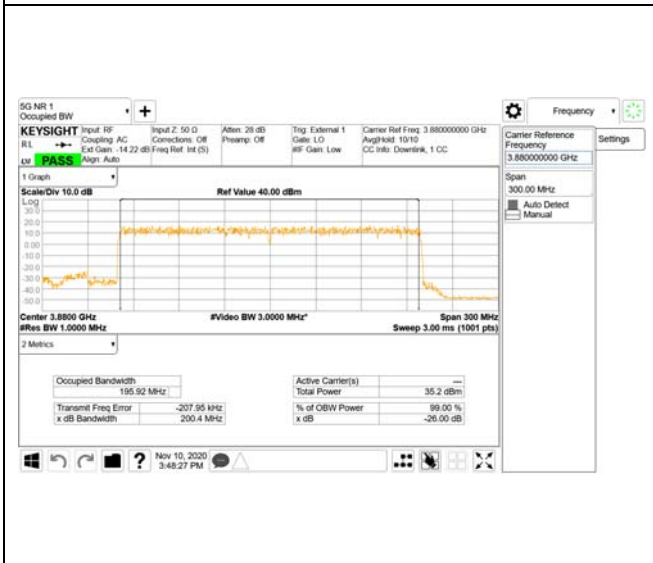 5G NR 1
Occupied BW
Frequency
KEYSIGHT
Input: RF
Input Z: 50 Ω
Atten: 28 dB
Trig: External 1
Carrier Ref Freq: 3.880000000 GHz
Coupling: AC
Corrections: Off
Preamp: Off
Gate: LO
Avg|Hold: 10/10
Ext Gain: -14.22 dB
Freq Ref: Int (S)
#IF Gain: Low
CC Info: Downlink, 1 CC
RL
Align: Auto
PASS
Carrier Reference
Frequency
3.880000000 GHz
Settings
Span
300.00 MHz
Auto Detect
Manual
1 Graph
Scale/Div 10.0 dB
Ref Value 40.00 dBm
Log
30.0
20.0
10.0
0.00
-10.0
-20.0
-30.0
-40.0
-50.0
Center 3.8800 GHz
#Video BW 3.0000 MHz*
Span 300 MHz
#Res BW 1.0000 MHz
Sweep 3.00 ms (1001 pts)
2 Metrics
Occupied Bandwidth
195.92 MHz
Active Carrier(s)
---
Total Power
35.2 dBm
Transmit Freq Error
-207.95 kHz
% of OBW Power
99.00 %
x dB Bandwidth
200.4 MHz
x dB
-26.00 dB
?
Nov 10, 2020
3:48:27 PM